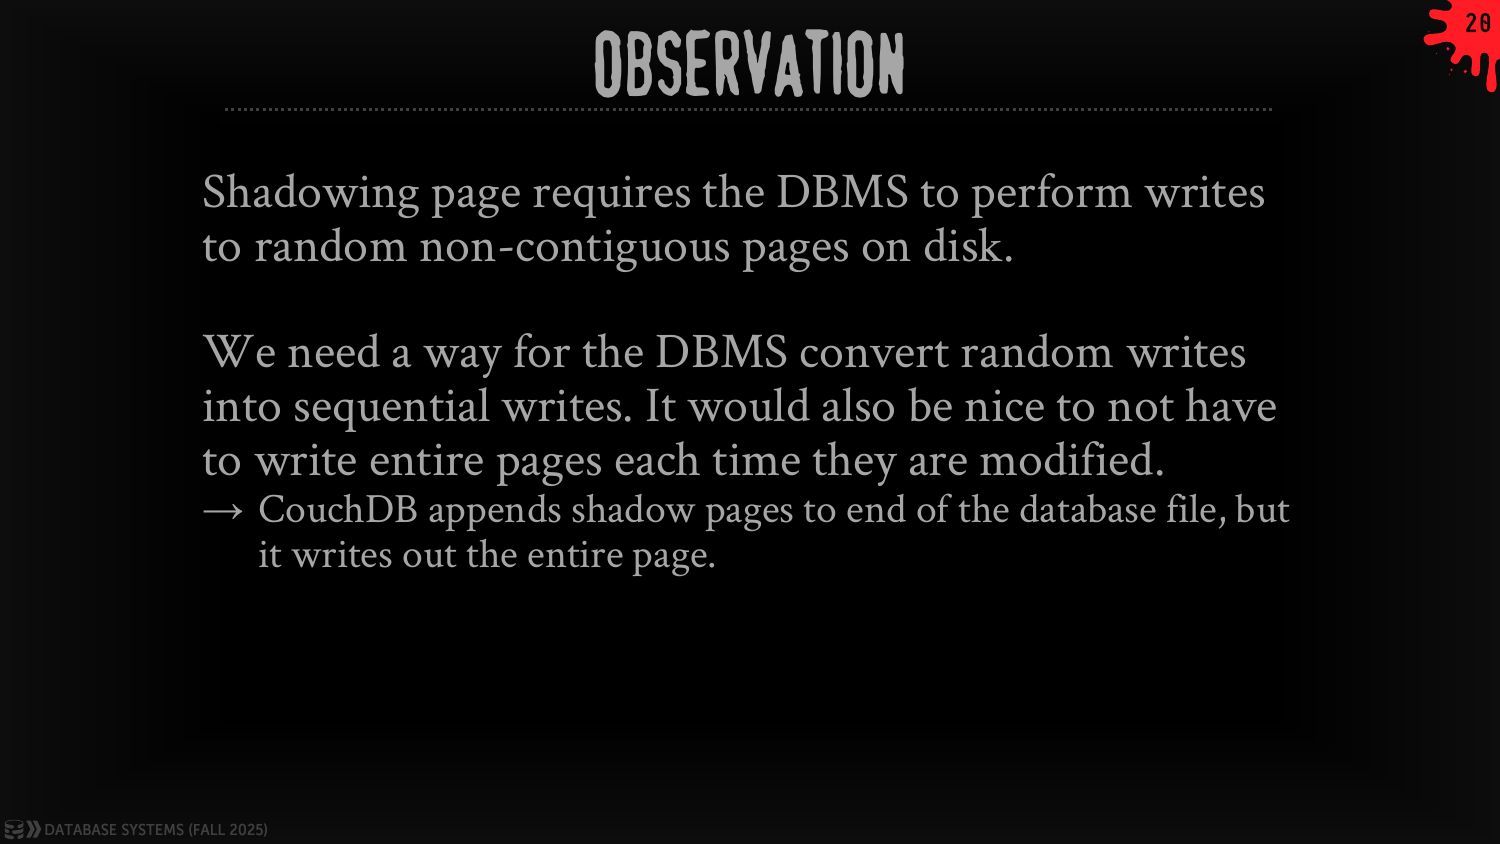 OBSERVATION
20
Shadowing page requires the DBMS to perform writes
to random non-contiguous pages on disk.
We need a way for the DBMS convert random writes
into sequential writes. It would also be nice to not have
to write entire pages each time they are modified.
→ CouchDB appends shadow pages to end of the database file, but
it writes out the entire page.
DATABASE SYSTEMS (FALL 2025)